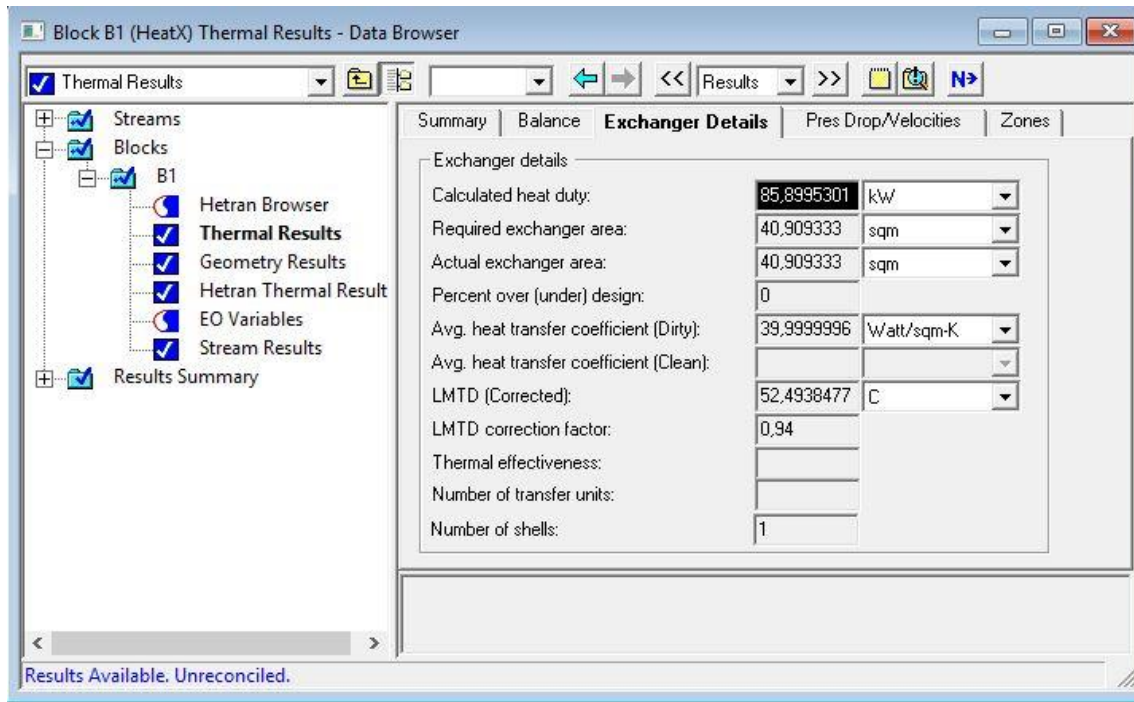 Block B1 (HeatX) Thermal Results - Data Browser
Thermal Results
<< Results >> N>
Streams
Blocks
B1
Hetran Browser
Thermal Results
Geometry Results
Hetran Thermal Result
EO Variables
Stream Results
Results Summary
Summary Balance Exchanger Details Pres Drop/Velocities Zones
Exchanger details
Calculated heat duty: 85,8995301 kW
Required exchanger area: 40,909333 sqm
Actual exchanger area: 40,909333 sqm
Percent over (under) design: 0
Avg. heat transfer coefficient (Dirty): 39,9999996 Watt/sqm-K
Avg. heat transfer coefficient (Clean):
LMTD (Corrected): 52,4938477 C
LMTD correction factor: 0,94
Thermal effectiveness:
Number of transfer units:
Number of shells: 1
Results Available. Unreconciled.